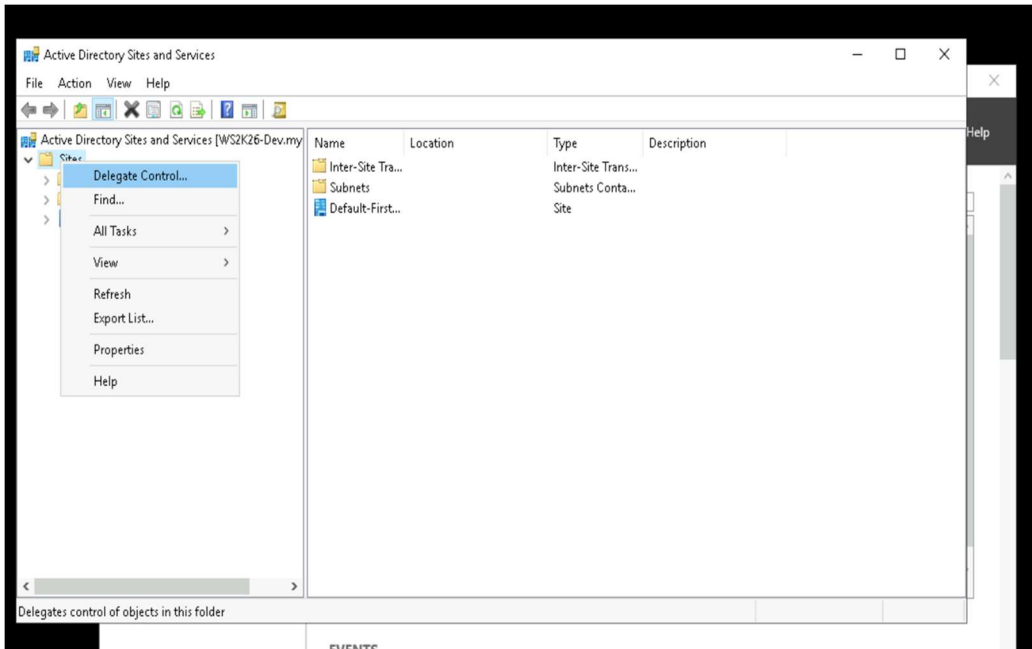 Active Directory Sites and Services
File Action View Help
Help
Active Directory Sites and Services [WS2K26-Dev.my
Name Location Type Description
Sites
Inter-Site Tra... Inter-Site Trans...
Subnets Subnets Conta...
Default-First... Site
Delegate Control...
Find...
All Tasks
View
Refresh
Export List...
Properties
Help
Delegates control of objects in this folder
EVENTS